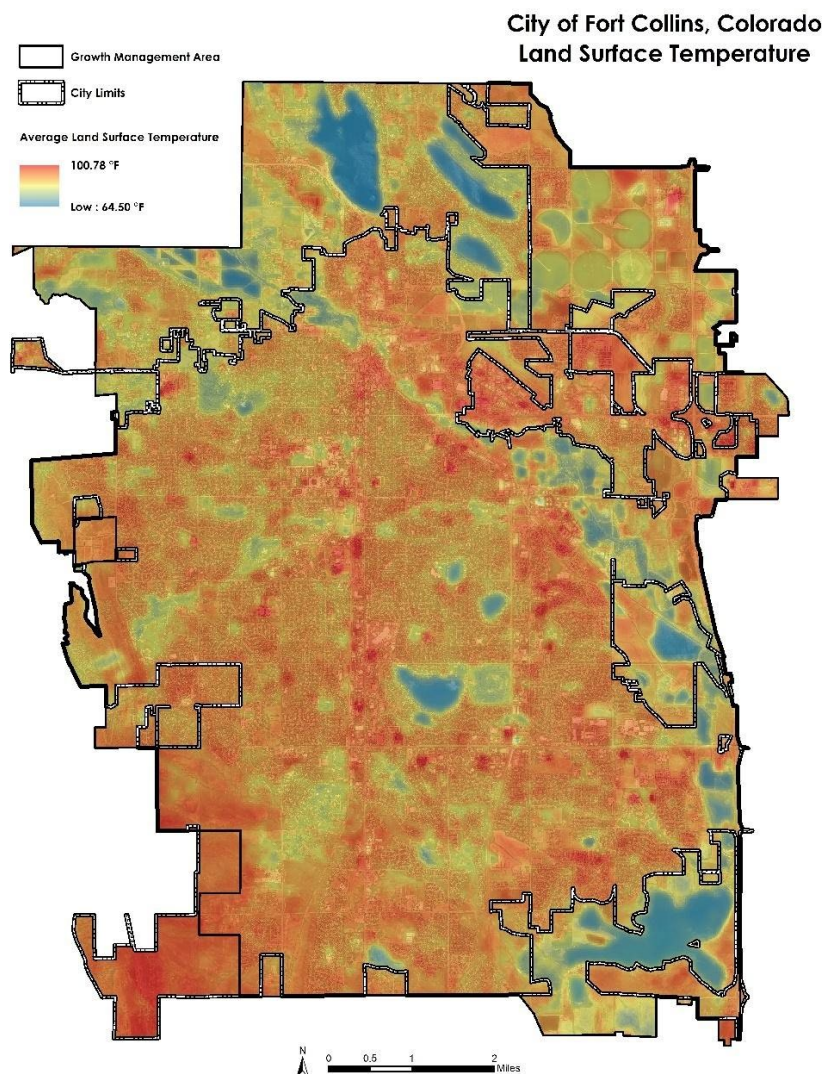 City of Fort Collins, Colorado
Land Surface Temperature
Growth Management Area
City Limits
Average Land Surface Temperature
100.78 °F
Low : 64.50 °F
N
0 0.5 1 2
Miles